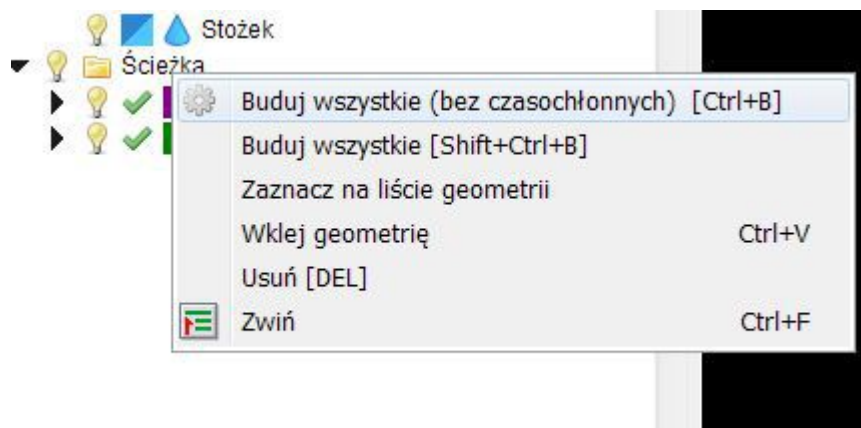 Stożek
Ścieżka
Buduj wszystkie (bez czasochłonnych) [Ctrl+B]
Buduj wszystkie [Shift+Ctrl+B]
Zaznacz na liście geometrii
Wklej geometrię Ctrl+V
Usuń [DEL]
Zwiń Ctrl+F